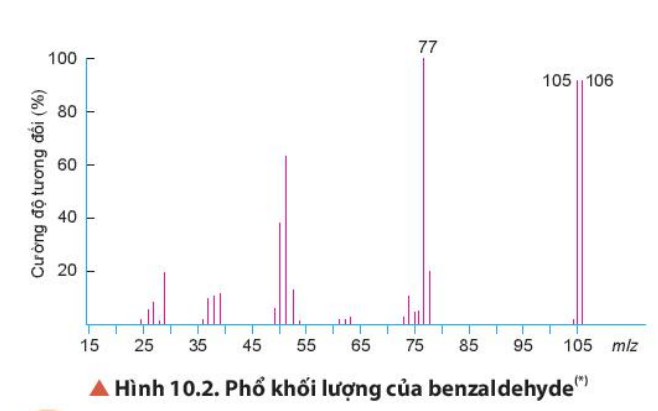 77
100
105 106
80
60
40
20
Cường độ tương đối (%)
15 25 35 45 55 65 75 85 95 105 m/z
▲ Hình 10.2. Phổ khối lượng của benzaldehyde(*)